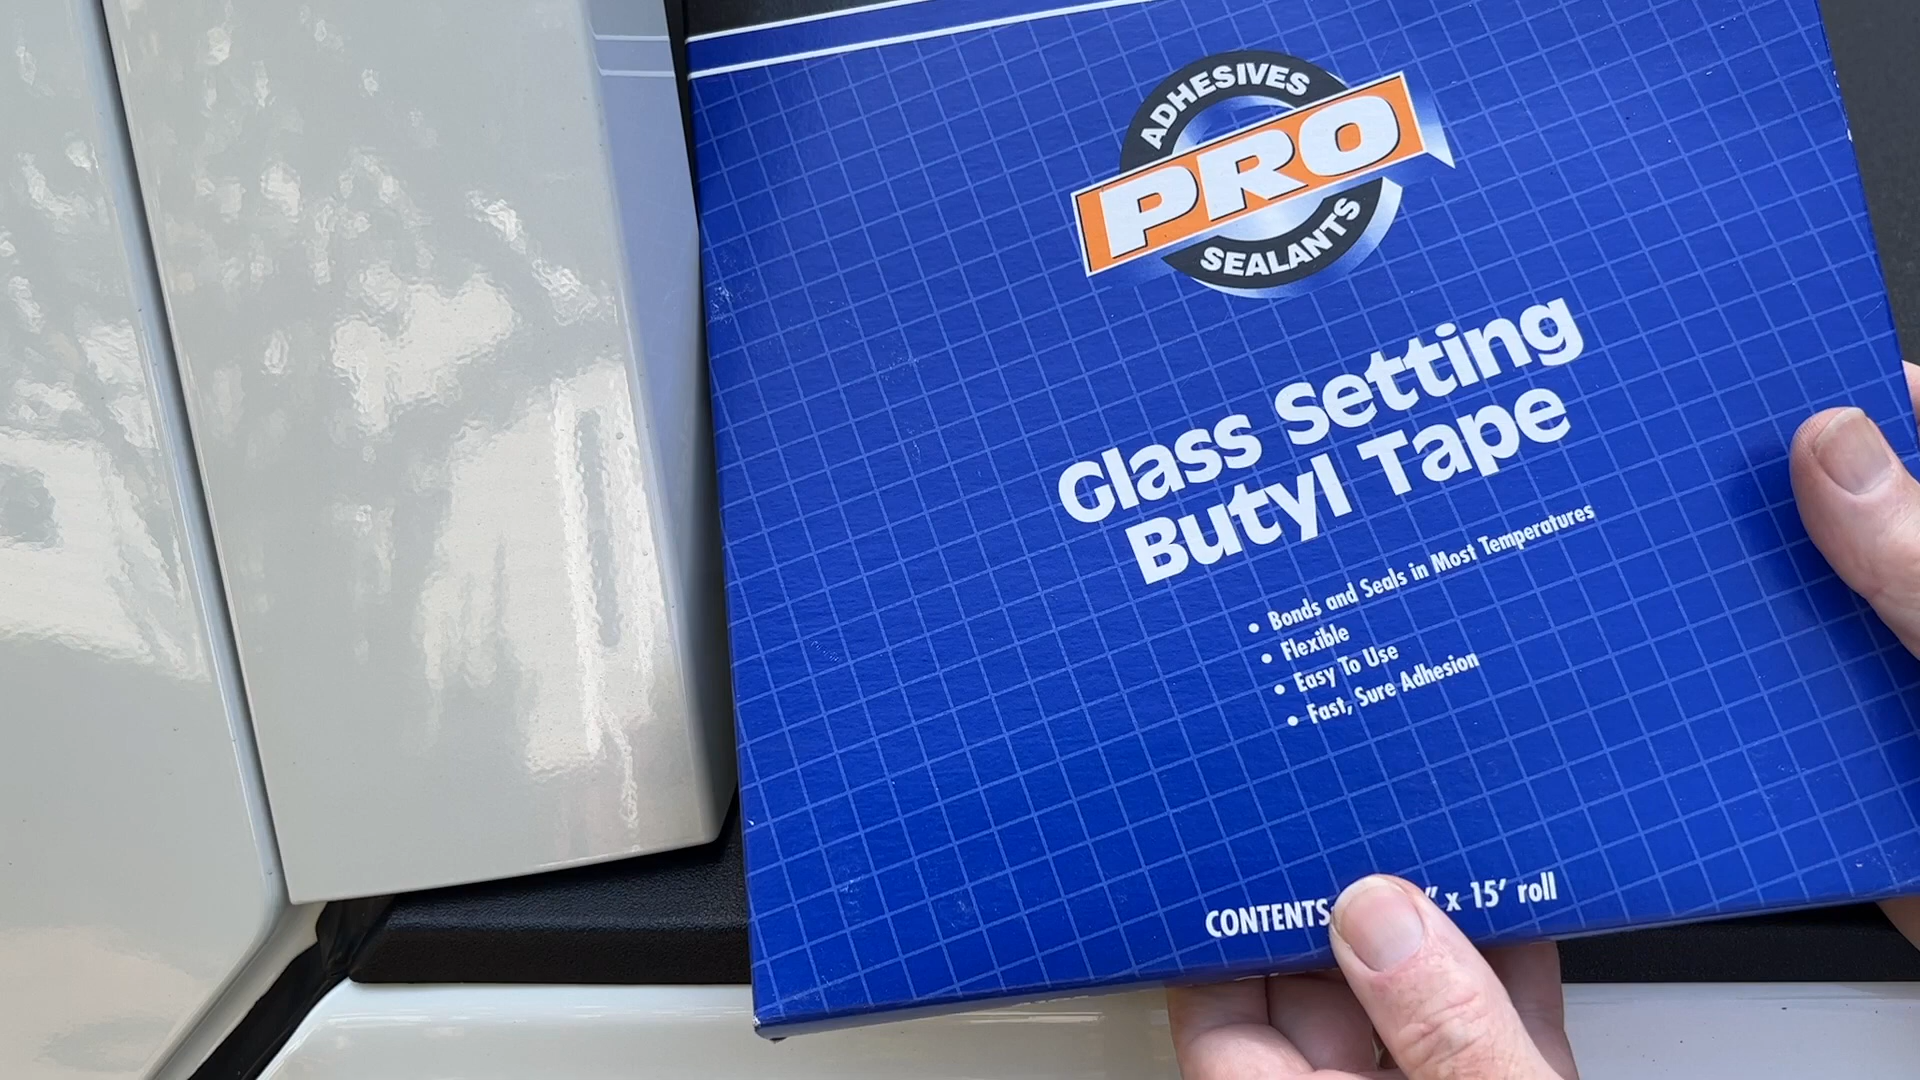 ADHESIVES
PRO
SEALANTS
Glass Setting
Butyl Tape
• Bonds and Seals in Most Temperatures
• Flexible
• Easy To Use
• Fast, Sure Adhesion
CONTENTS " x 15' roll